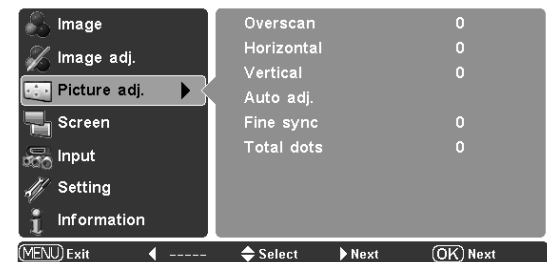 Image
Image adj.
Picture adj.
Screen
Input
Setting
Information
Overscan 0
Horizontal 0
Vertical 0
Auto adj.
Fine sync 0
Total dots 0
MENU Exit ◀ ----- Select ▶ Next OK Next